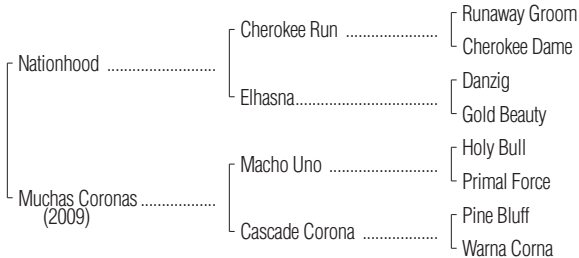 Runaway Groom
Cherokee Run ......................
Cherokee Dame
Nationhood .........................
Danzig
Elhasna.................................
Gold Beauty
Holy Bull
Macho Uno .........................
Primal Force
Muchas Coronas .................
(2009)
Pine Bluff
Cascade Corona .................
Warna Corna